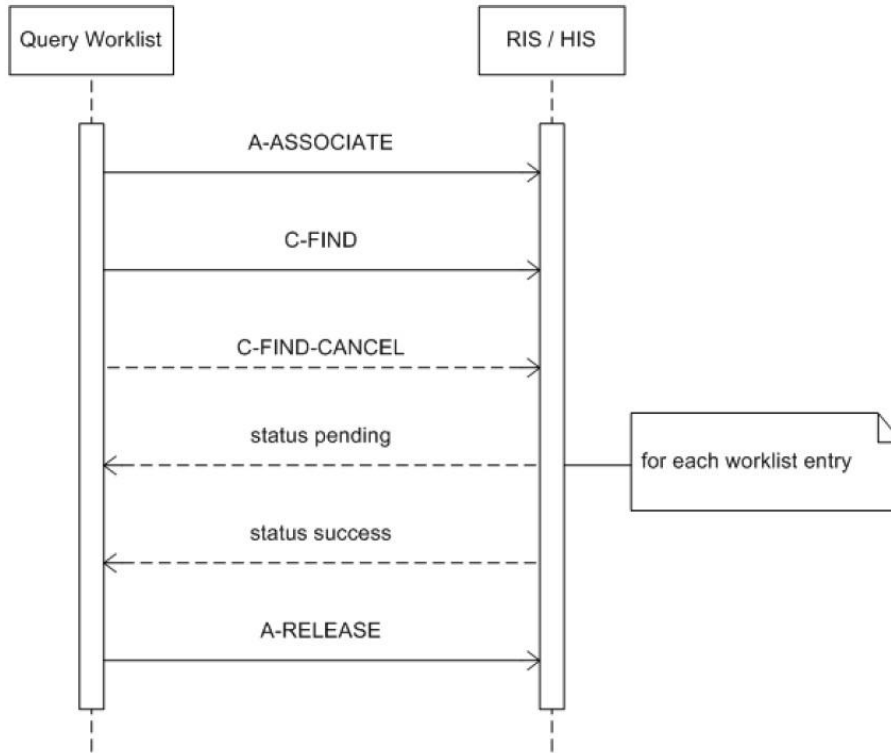 Query Worklist
RIS / HIS
A-ASSOCIATE
C-FIND
C-FIND-CANCEL
status pending
for each worklist entry
status success
A-RELEASE